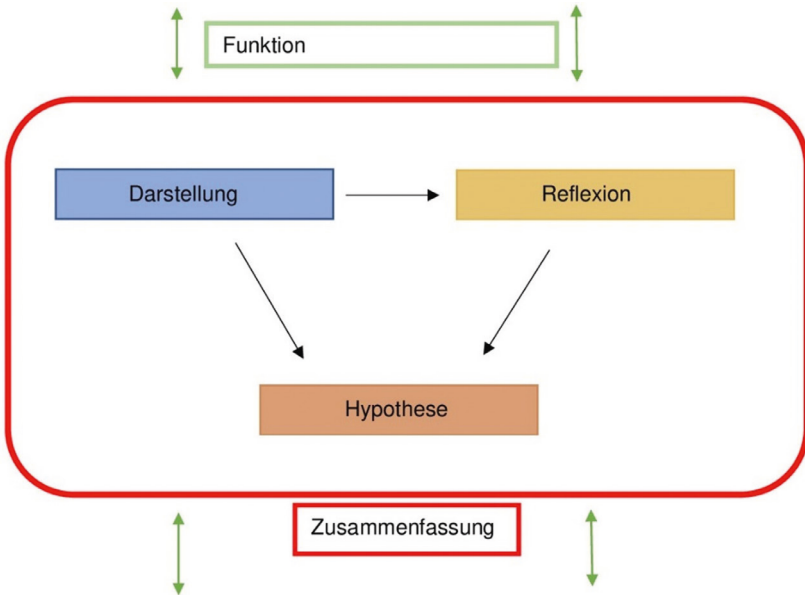 Funktion
Darstellung
Reflexion
Hypothese
Zusammenfassung